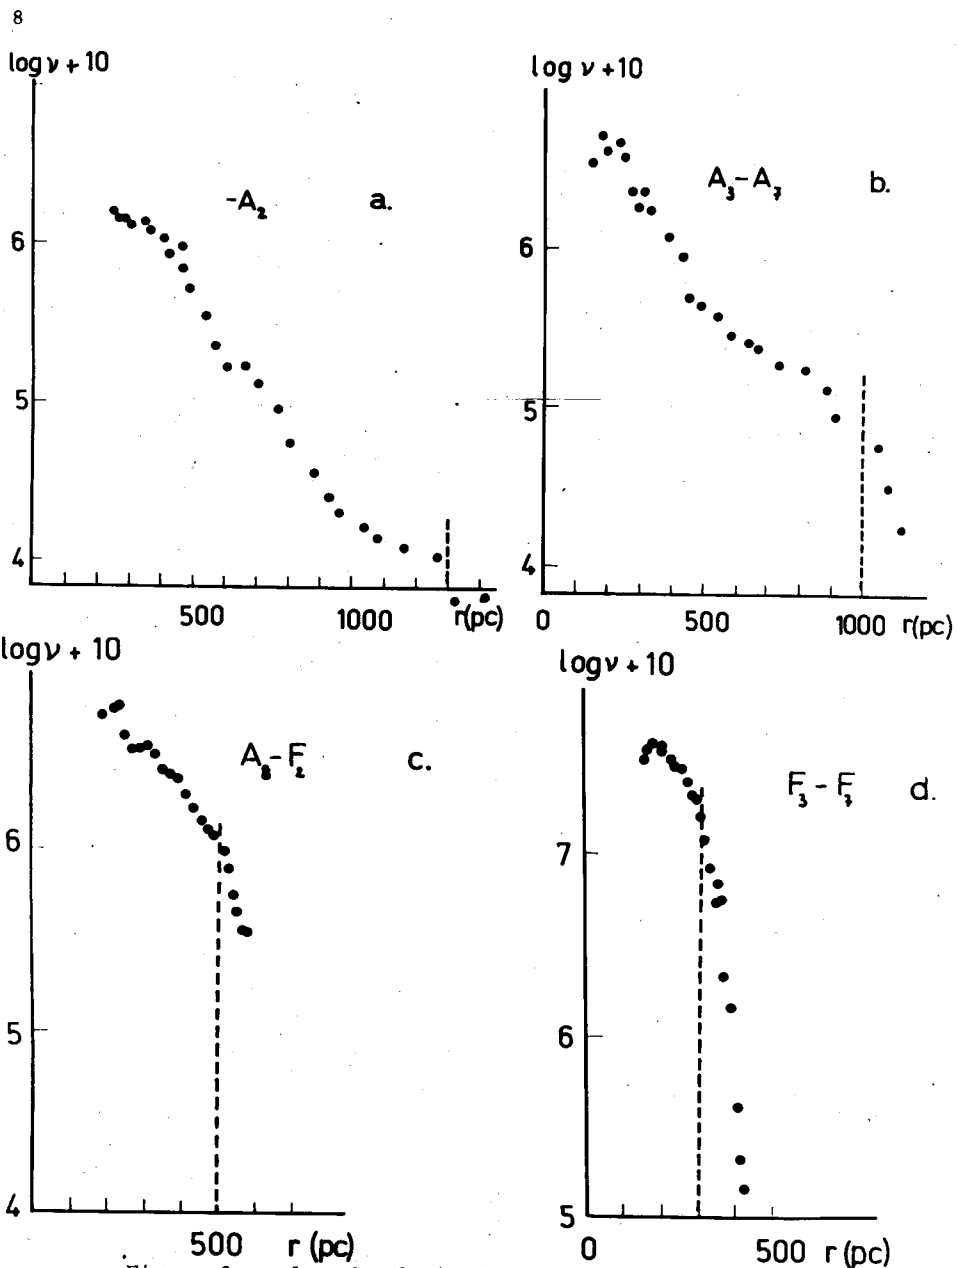 8
log ν + 10
-A₂ a.
6
5
4
500 1000 r(pc)
log ν + 10
A₃-A₇ b.
6
5
4
0 500 1000 r(pc)
log ν + 10
A₈-F₂ c.
6
5
4
500 r (pc)
log ν + 10
F₃-F₇ d.
7
6
5
0 500 r (pc)